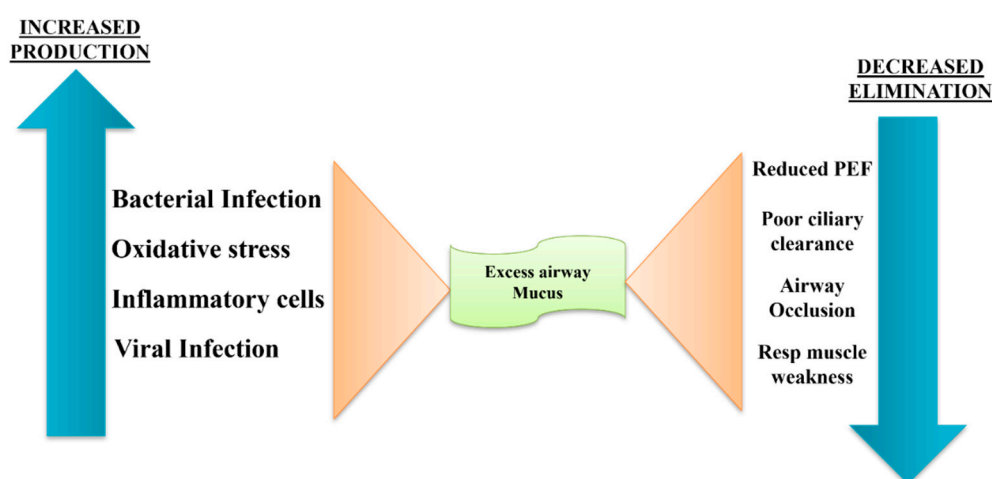 INCREASED
PRODUCTION
Bacterial Infection
Oxidative stress
Inflammatory cells
Viral Infection
Excess airway
Mucus
DECREASED
ELIMINATION
Reduced PEF
Poor ciliary
clearance
Airway
Occlusion
Resp muscle
weakness